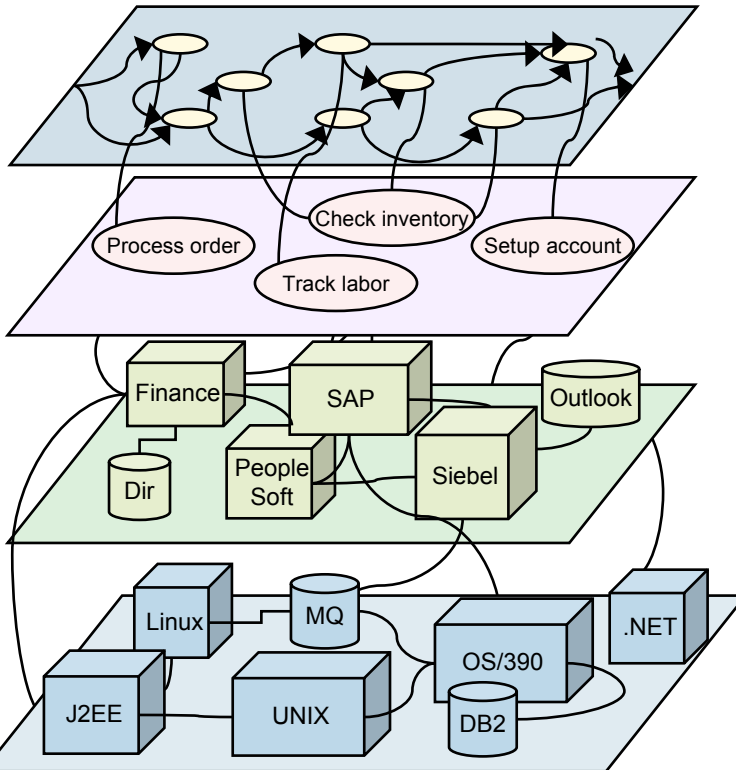 Check inventory
Process order
Setup account
Track labor
Finance
SAP
Outlook
People
Soft
Siebel
Dir
Linux
MQ
.NET
OS/390
J2EE
UNIX
DB2